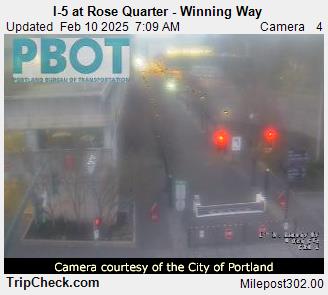 I-5 at Rose Quarter - Winning Way
Updated  Feb 10 2025  7:09 AM  Camera  4
PBOT
PORTLAND BUREAU OF TRANSPORTATION
Camera courtesy of the City of Portland
TripCheck.com  Milepost302.00